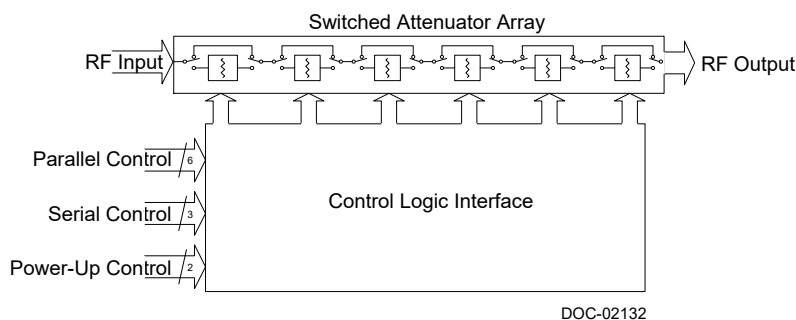 Switched Attenuator Array
RF Input
RF Output
Parallel Control 6
Serial Control 3
Control Logic Interface
Power-Up Control 2
DOC-02132